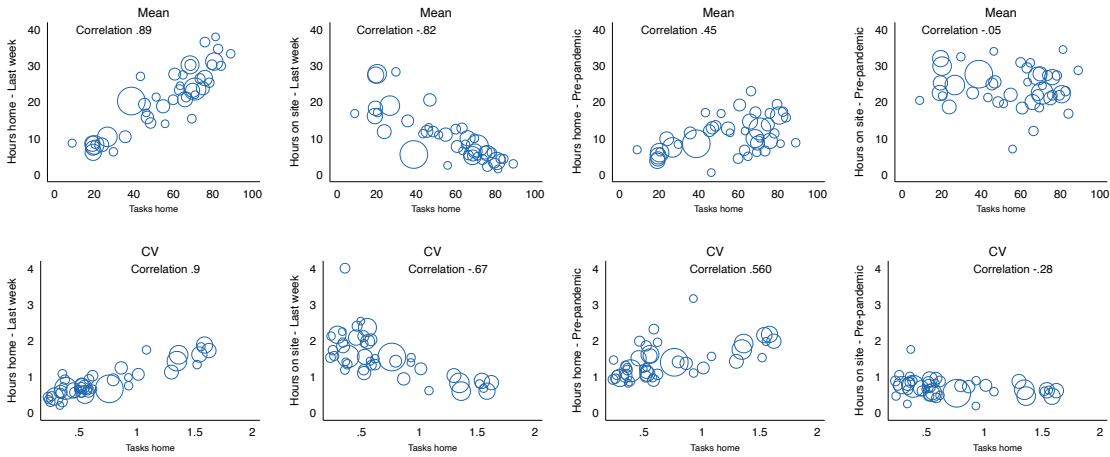 Mean
Correlation .89
40
30
20
10
0
Hours home - Last week
0 20 40 60 80 100
Tasks home
Mean
Correlation -.82
40
30
20
10
0
Hours on site - Last week
0 20 40 60 80 100
Tasks home
Mean
Correlation .45
40
30
20
10
0
Hours home - Pre-pandemic
0 20 40 60 80 100
Tasks home
Mean
Correlation -.05
40
30
20
10
0
Hours on site - Pre-pandemic
0 20 40 60 80 100
Tasks home
CV
Correlation .9
4
3
2
1
0
Hours home - Last week
.5 1 1.5 2
Tasks home
CV
Correlation -.67
4
3
2
1
0
Hours on site - Last week
.5 1 1.5 2
Tasks home
CV
Correlation .560
4
3
2
1
0
Hours home - Pre-pandemic
.5 1 1.5 2
Tasks home
CV
Correlation -.28
4
3
2
1
0
Hours on site - Pre-pandemic
.5 1 1.5 2
Tasks home